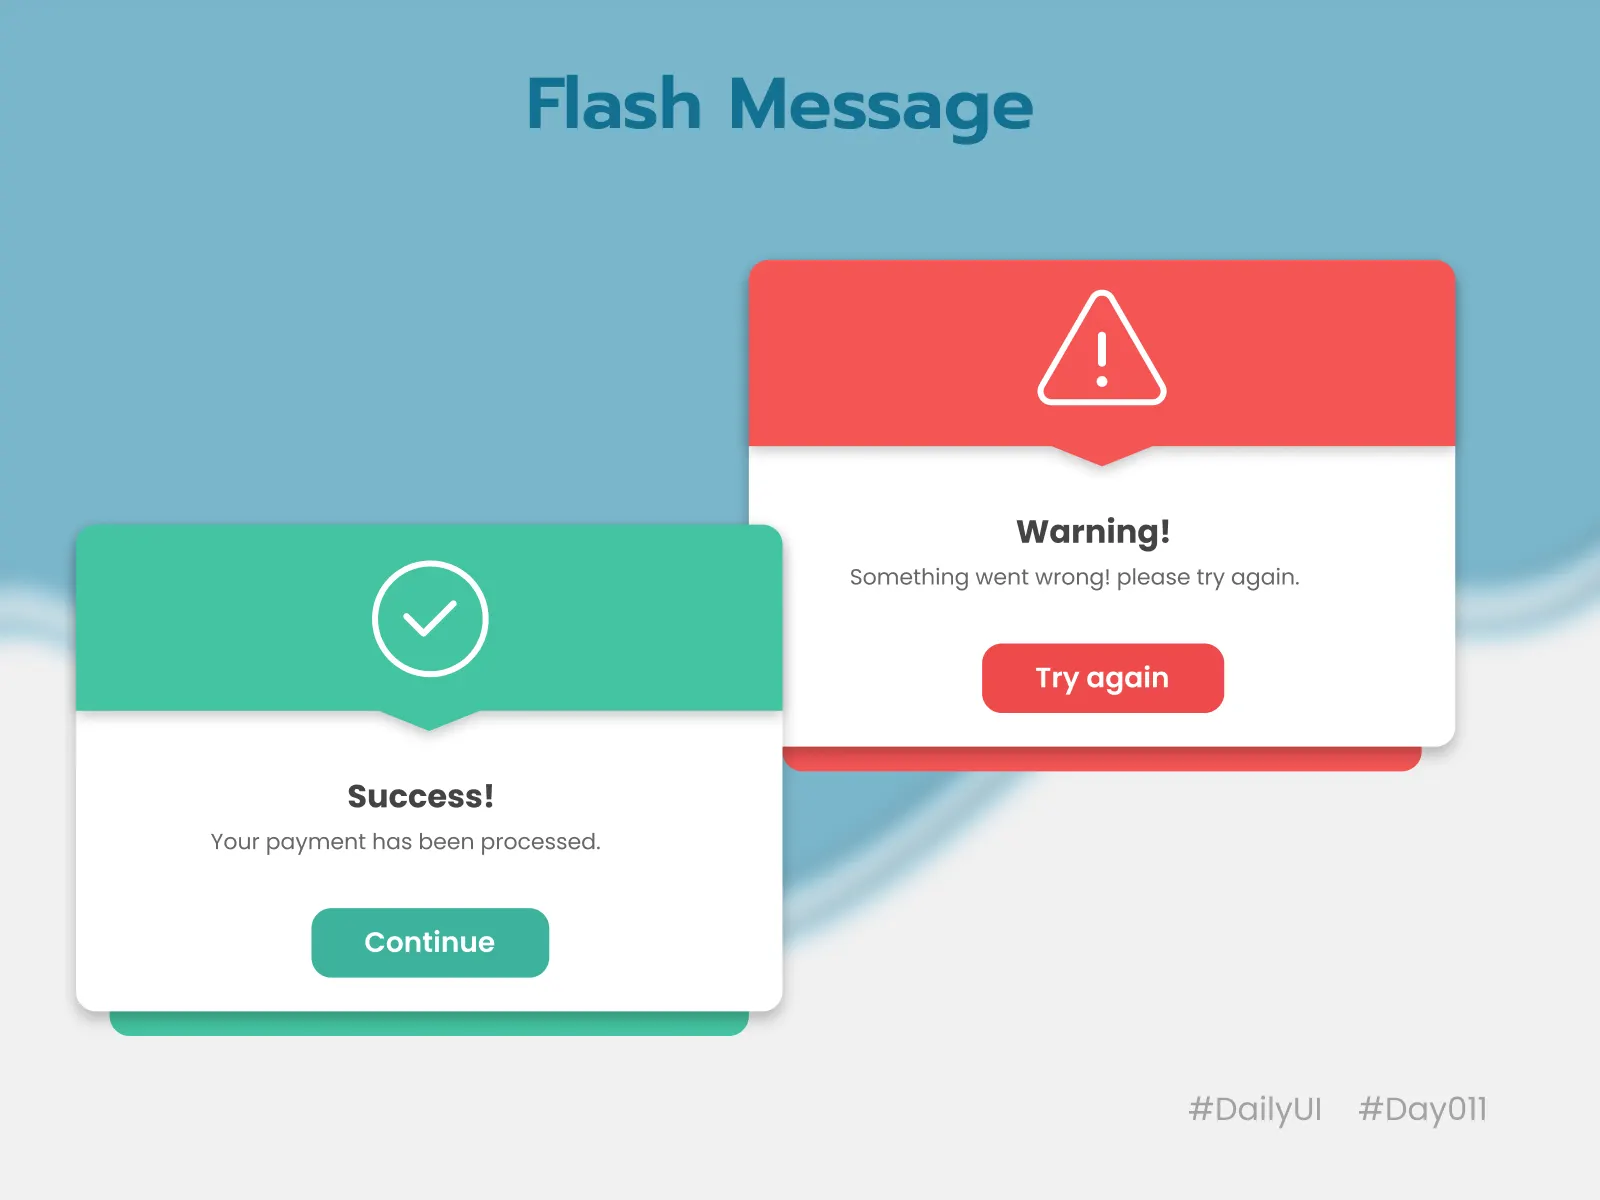 Flash Message
Warning!
Something went wrong! please try again.
Try again
Success!
Your payment has been processed.
Continue
#DailyUI #Day011